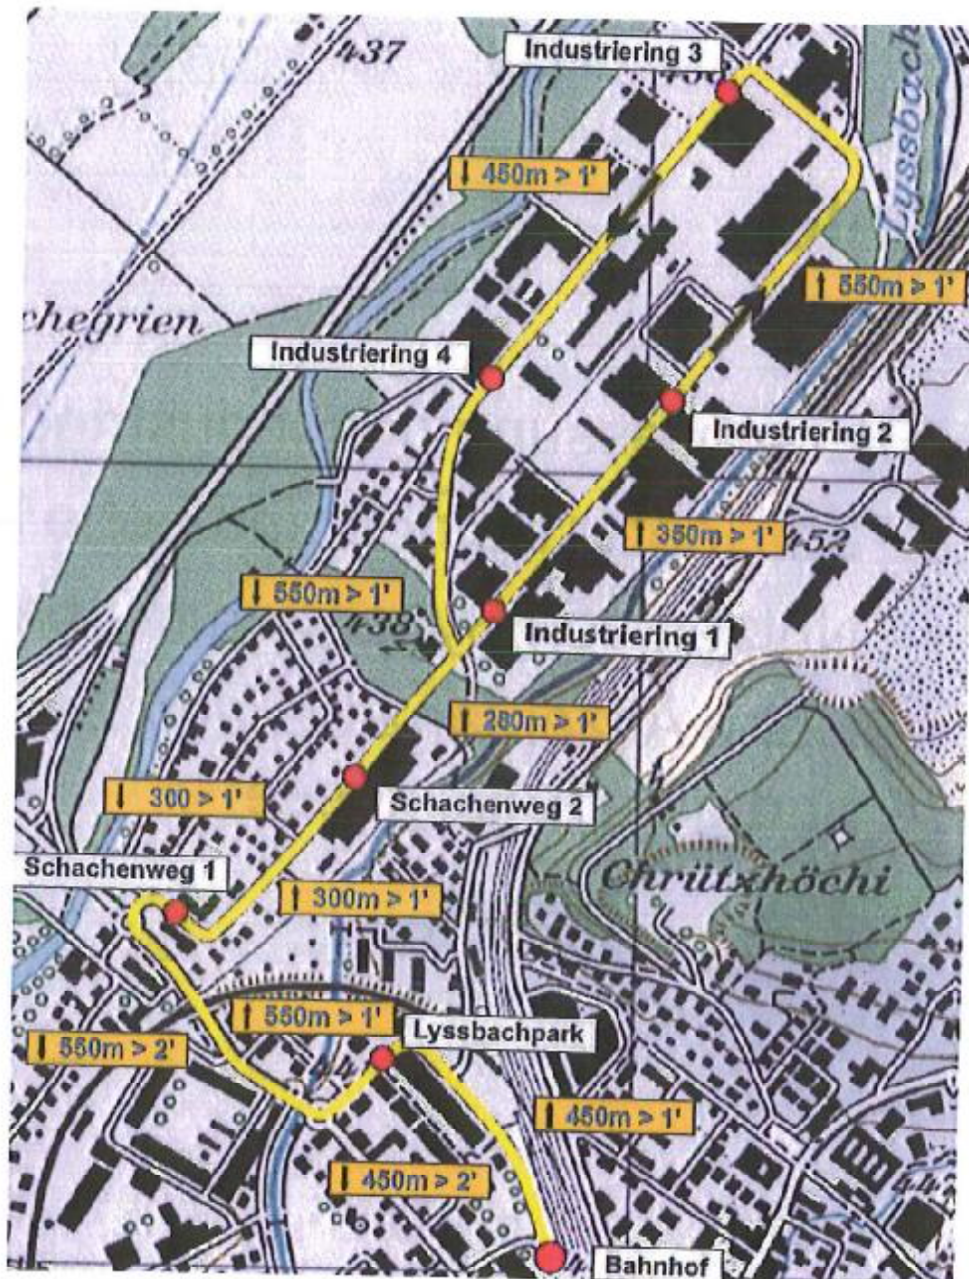 Industriering 3
437
Lyssbach
↓ 450m > 1'
↑ 550m > 1'
chegrien
Industriering 4
Industriering 2
↑ 350m > 1'
452
↓ 550m > 1'
438
Industriering 1
↑ 280m > 1'
↓ 300 > 1'
Schachenweg 2
Schachenweg 1
Chrützhöchi
↑ 300m > 1'
↑ 550m > 1'
Lyssbachpark
↓ 550m > 2'
↑ 450m > 1'
↓ 450m > 2'
Bahnhof